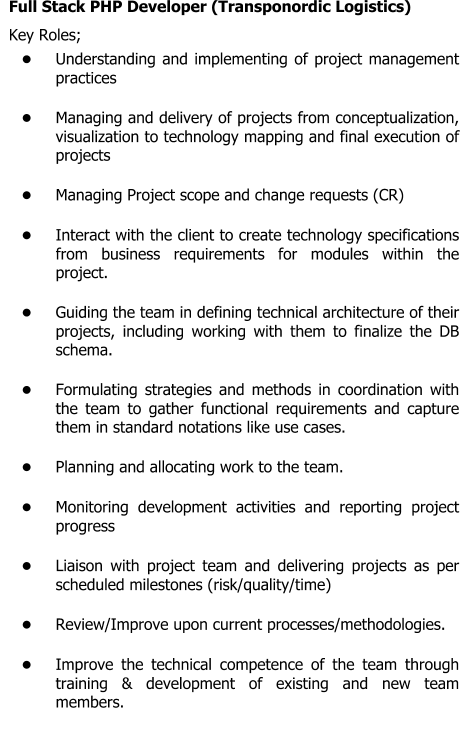 Full Stack PHP Developer (Transponordic Logistics)
Key Roles;
● Understanding and implementing of project management
practices
● Managing and delivery of projects from conceptualization,
visualization to technology mapping and final execution of
projects
● Managing Project scope and change requests (CR)
● Interact with the client to create technology specifications
from business requirements for modules within the
project.
● Guiding the team in defining technical architecture of their
projects, including working with them to finalize the DB
schema.
● Formulating strategies and methods in coordination with
the team to gather functional requirements and capture
them in standard notations like use cases.
● Planning and allocating work to the team.
● Monitoring development activities and reporting project
progress
● Liaison with project team and delivering projects as per
scheduled milestones (risk/quality/time)
● Review/Improve upon current processes/methodologies.
● Improve the technical competence of the team through
training & development of existing and new team
members.